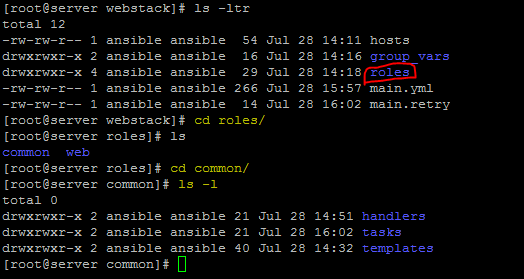 [root@server webstack]# ls -ltr
total 12
-rw-rw-r-- 1 ansible ansible  54 Jul 28 14:11 hosts
drwxrwxr-x 2 ansible ansible  16 Jul 28 14:16 group_vars
drwxrwxr-x 4 ansible ansible  29 Jul 28 14:18 roles
-rw-rw-r-- 1 ansible ansible 266 Jul 28 15:57 main.yml
-rw-rw-r-- 1 ansible ansible  14 Jul 28 16:02 main.retry
[root@server webstack]# cd roles/
[root@server roles]# ls
common  web
[root@server roles]# cd common/
[root@server common]# ls -l
total 0
drwxrwxr-x 2 ansible ansible 21 Jul 28 14:51 handlers
drwxrwxr-x 2 ansible ansible 21 Jul 28 16:02 tasks
drwxrwxr-x 2 ansible ansible 40 Jul 28 14:32 templates
[root@server common]#